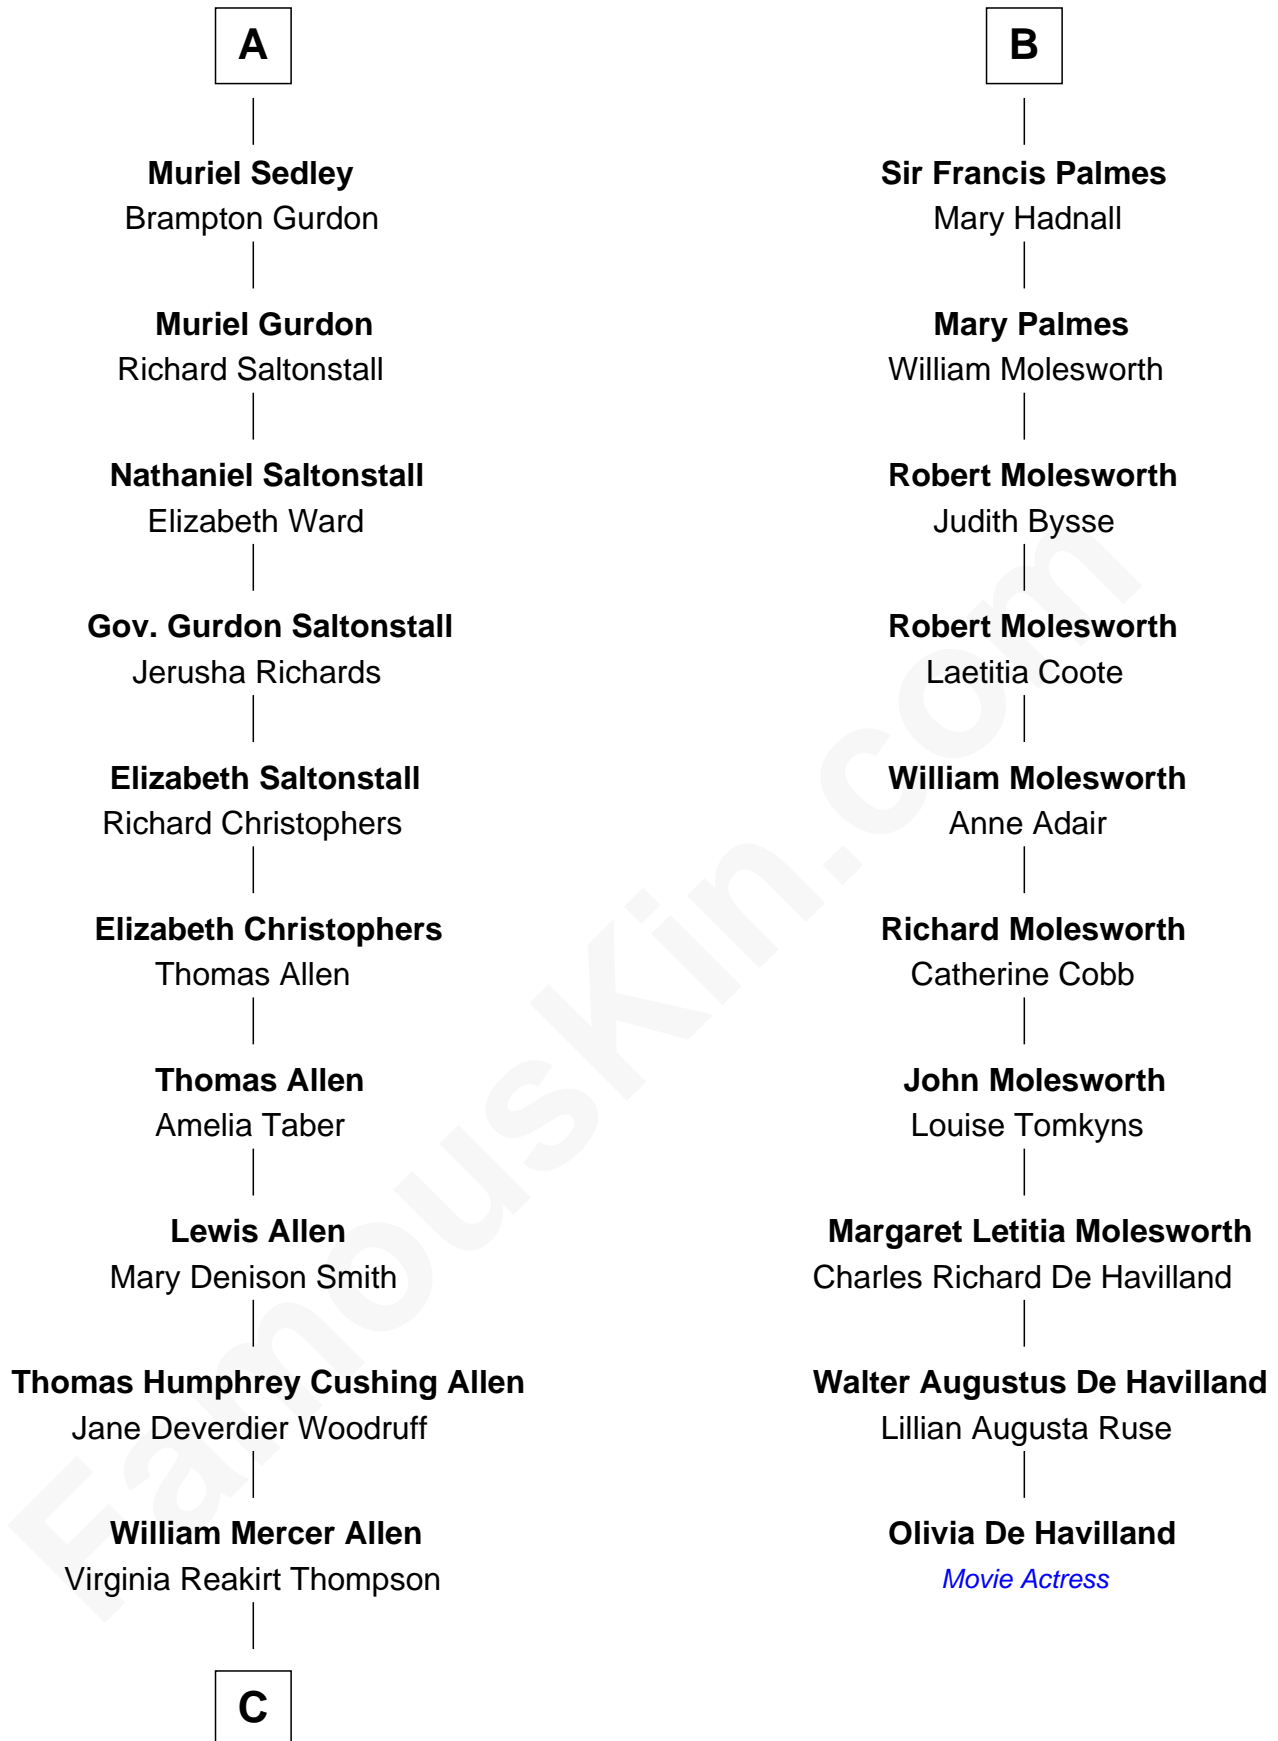 A
Muriel Sedley
Brampton Gurdon
Muriel Gurdon
Richard Saltonstall
Nathaniel Saltonstall
Elizabeth Ward
Gov. Gurdon Saltonstall
Jerusha Richards
Elizabeth Saltonstall
Richard Christophers
Elizabeth Christophers
Thomas Allen
Thomas Allen
Amelia Taber
Lewis Allen
Mary Denison Smith
Thomas Humphrey Cushing Allen
Jane Deverdier Woodruff
William Mercer Allen
Virginia Reakirt Thompson
C
B
Sir Francis Palmes
Mary Hadnall
Mary Palmes
William Molesworth
Robert Molesworth
Judith Bysse
Robert Molesworth
Laetitia Coote
William Molesworth
Anne Adair
Richard Molesworth
Catherine Cobb
John Molesworth
Louise Tomkyns
Margaret Letitia Molesworth
Charles Richard De Havilland
Walter Augustus De Havilland
Lillian Augusta Ruse
Olivia De Havilland
Movie Actress
FamousKin.com